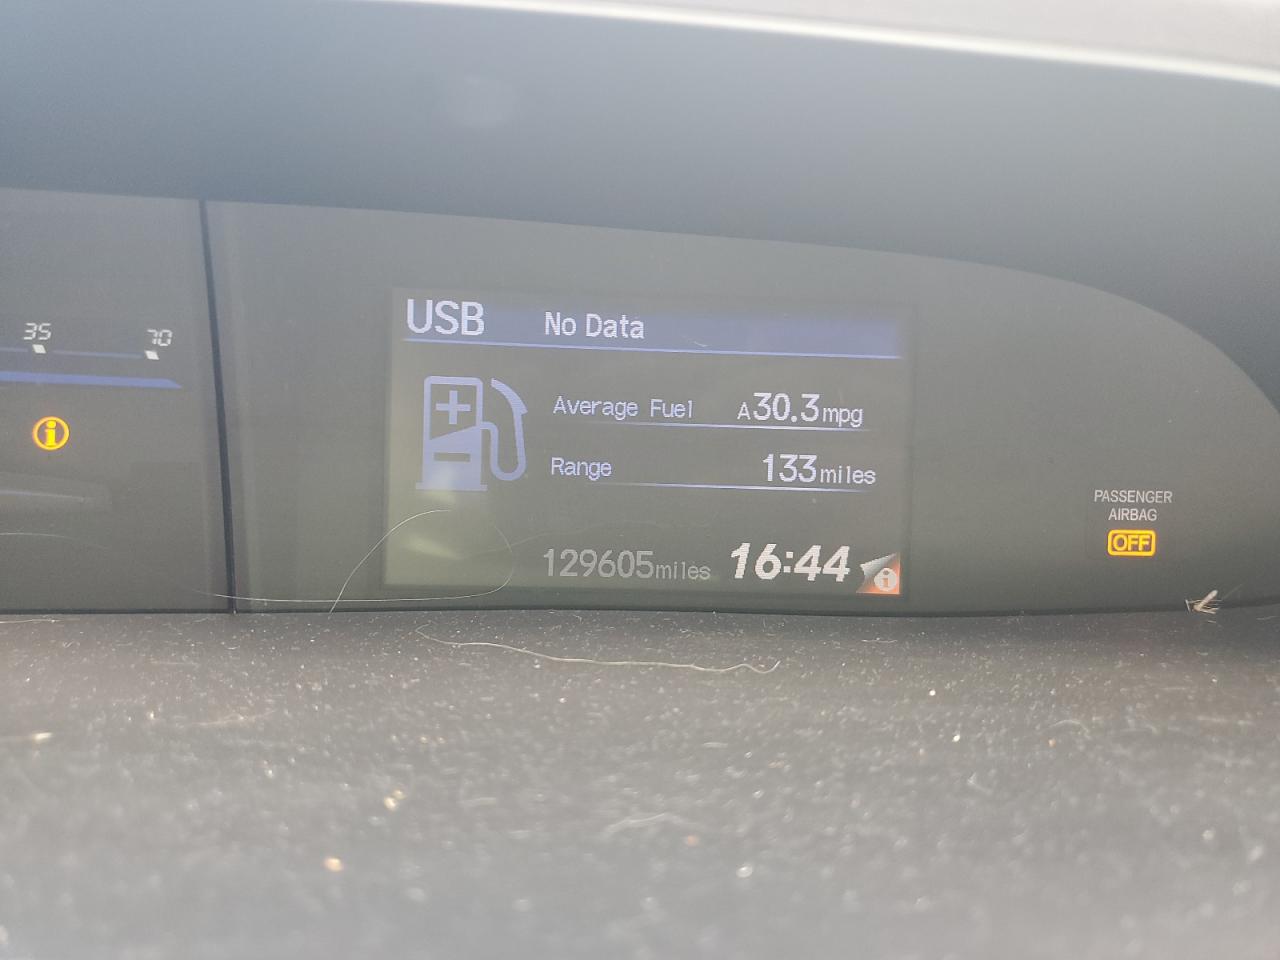 35 70
USB No Data
Average Fuel A30.3mpg
Range 133miles
129605miles 16:44
PASSENGER
AIRBAG
OFF